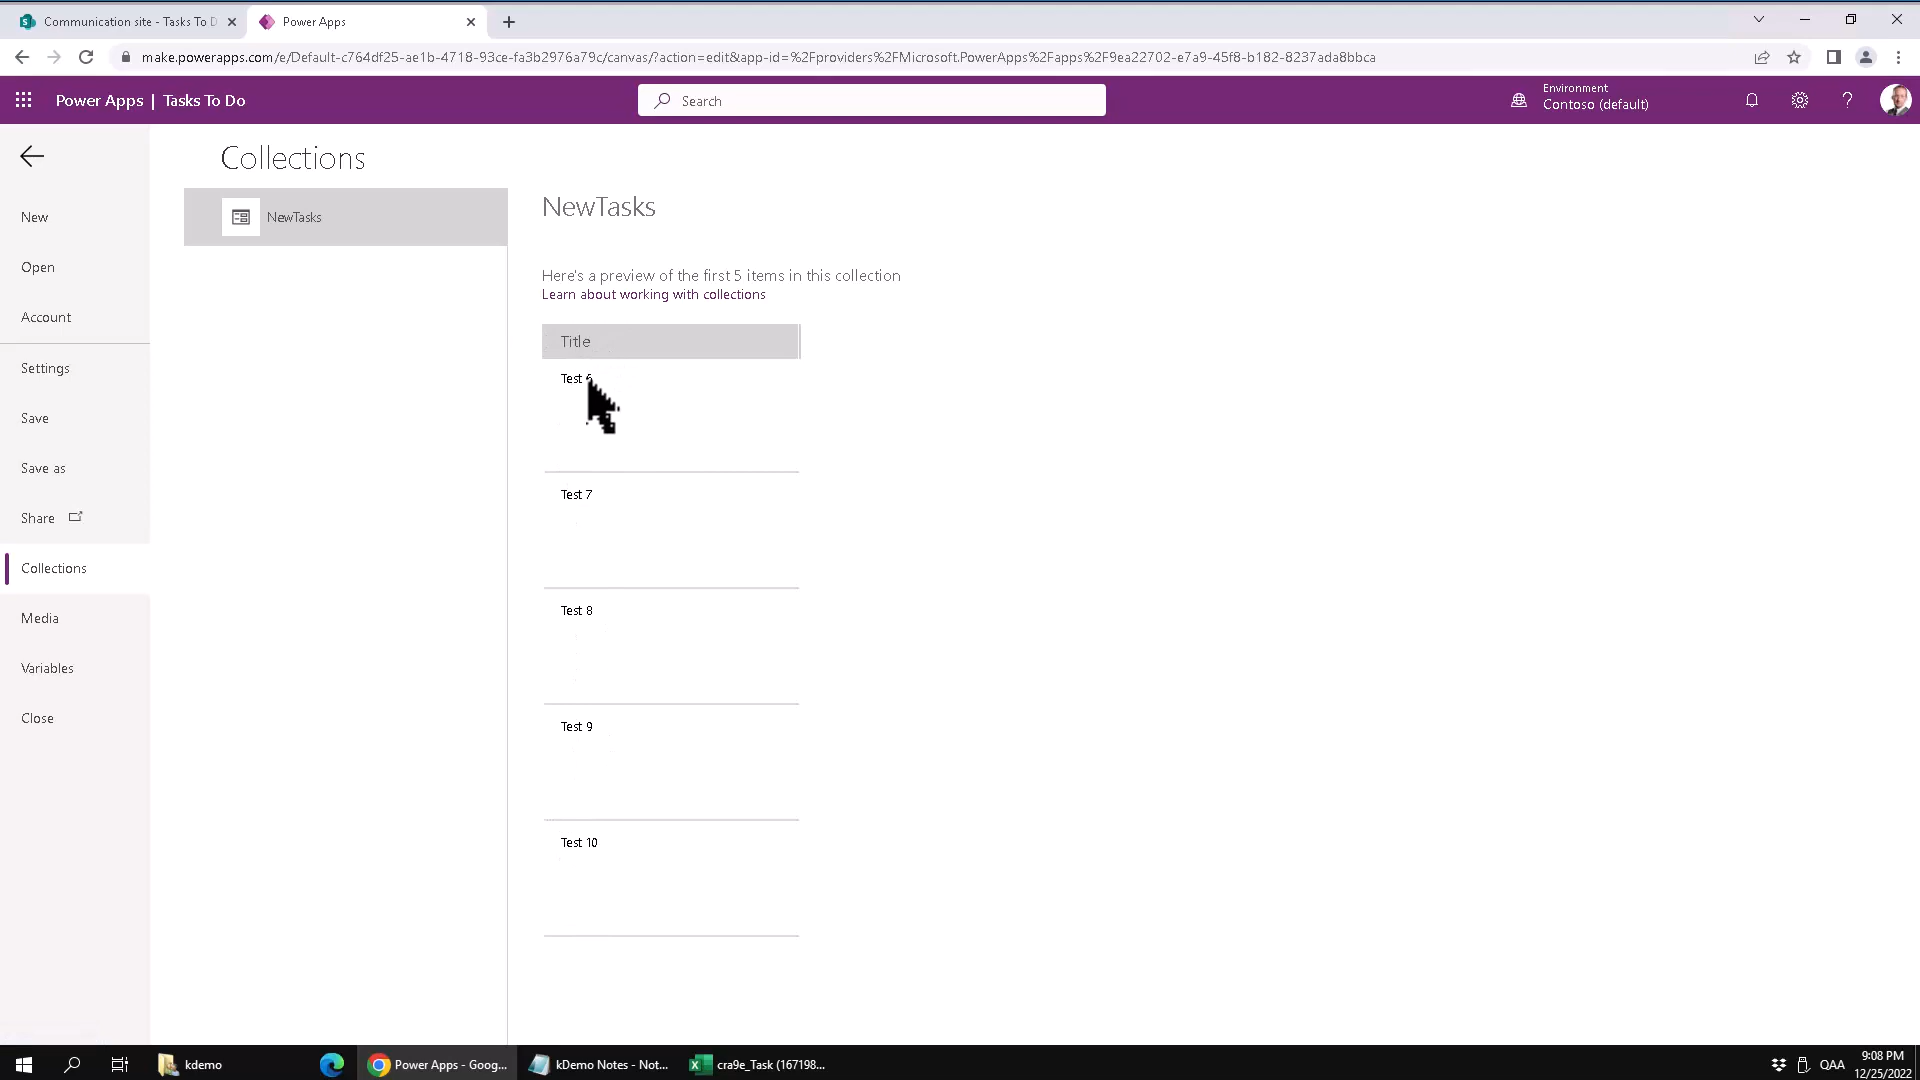 Communication site - Tasks To D
Power Apps
make.powerapps.com/e/Default-c764df25-ae1b-4718-93ce-fa3b2976a79c/canvas/?action=edit&app-id=%2Fproviders%2FMicrosoft.PowerApps%2Fapps%2F9ea22702-e7a9-45f8-b182-8237ada8bbca
Power Apps | Tasks To Do
Search
Environment
Contoso (default)
New
Open
Account
Settings
Save
Save as
Share
Collections
Media
Variables
Close
Collections
NewTasks
NewTasks
Here's a preview of the first 5 items in this collection
Learn about working with collections
Title
Test 6
Test 7
Test 8
Test 9
Test 10
kdemo
Power Apps - Goog...
kDemo Notes - Not...
cra9e_Task (167198...
QAA
9:08 PM
12/25/2022